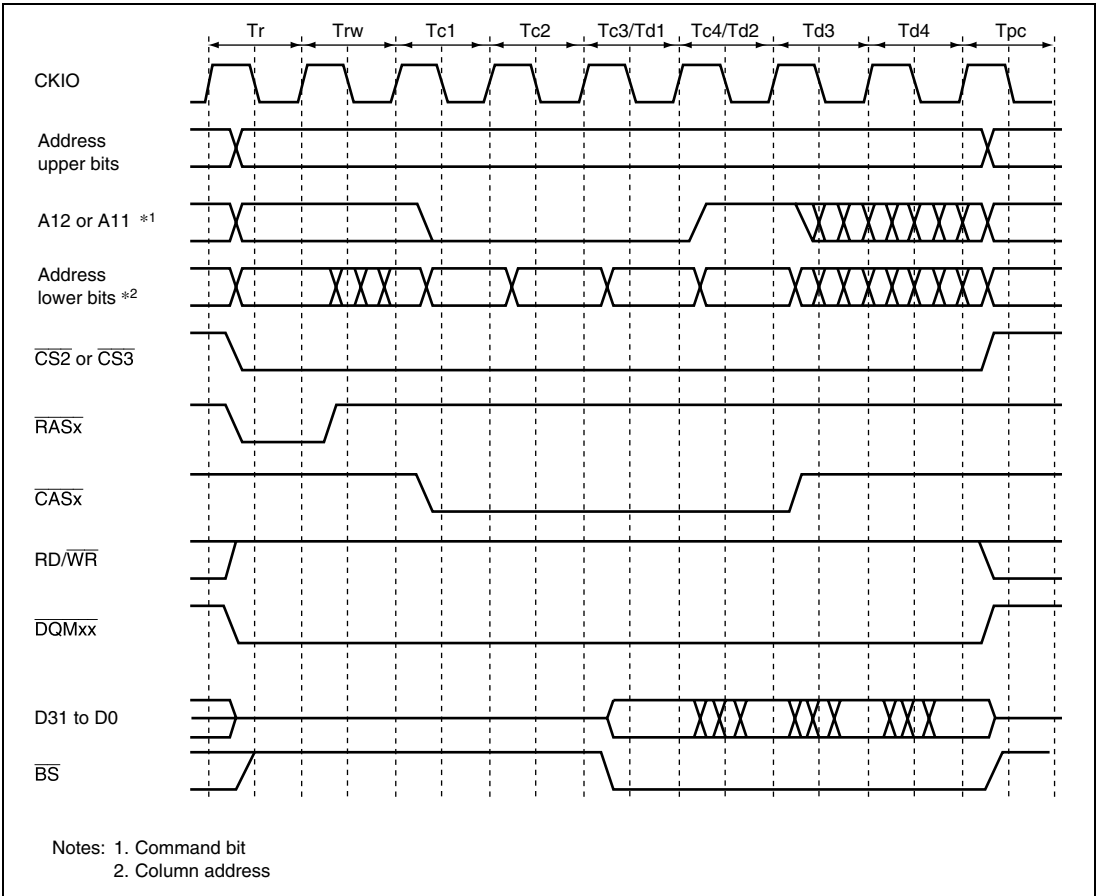 Tr Trw Tc1 Tc2 Tc3/Td1 Tc4/Td2 Td3 Td4 Tpc
CKIO
Address
upper bits
A12 or A11 *1
Address
lower bits *2
CS2 or CS3
RASx
CASx
RD/WR
DQMxx
D31 to D0
BS
Notes: 1. Command bit
2. Column address